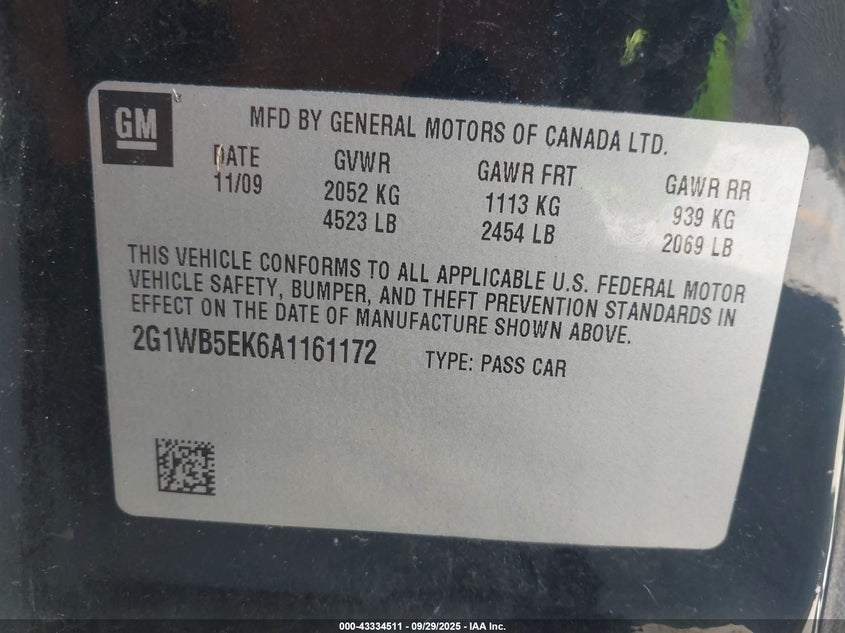 GM
MFD BY GENERAL MOTORS OF CANADA LTD.
DATE GVWR GAWR FRT GAWR RR
11/09 2052 KG 1113 KG 939 KG
4523 LB 2454 LB 2069 LB
THIS VEHICLE CONFORMS TO ALL APPLICABLE U.S. FEDERAL MOTOR
VEHICLE SAFETY, BUMPER, AND THEFT PREVENTION STANDARDS IN
EFFECT ON THE DATE OF MANUFACTURE SHOWN ABOVE.
2G1WB5EK6A1161172 TYPE: PASS CAR
000-43334511 - 09/29/2025 - IAA Inc.